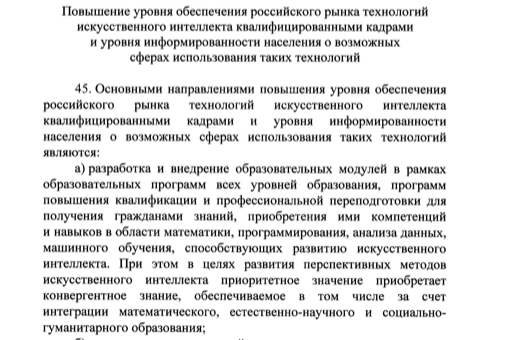 Повышение уровня обеспечения российского рынка технологий
искусственного интеллекта квалифицированными кадрами
и уровня информированности населения о возможных
сферах использования таких технологий
45. Основными направлениями повышения уровня обеспечения
российского рынка технологий искусственного интеллекта
квалифицированными кадрами и уровня информированности
населения о возможных сферах использования таких технологий
являются:
а) разработка и внедрение образовательных модулей в рамках
образовательных программ всех уровней образования, программ
повышения квалификации и профессиональной переподготовки для
получения гражданами знаний, приобретения ими компетенций
и навыков в области математики, программирования, анализа данных,
машинного обучения, способствующих развитию искусственного
интеллекта. При этом в целях развития перспективных методов
искусственного интеллекта приоритетное значение приобретает
конвергентное знание, обеспечиваемое в том числе за счет
интеграции математического, естественно-научного и социально-
гуманитарного образования;